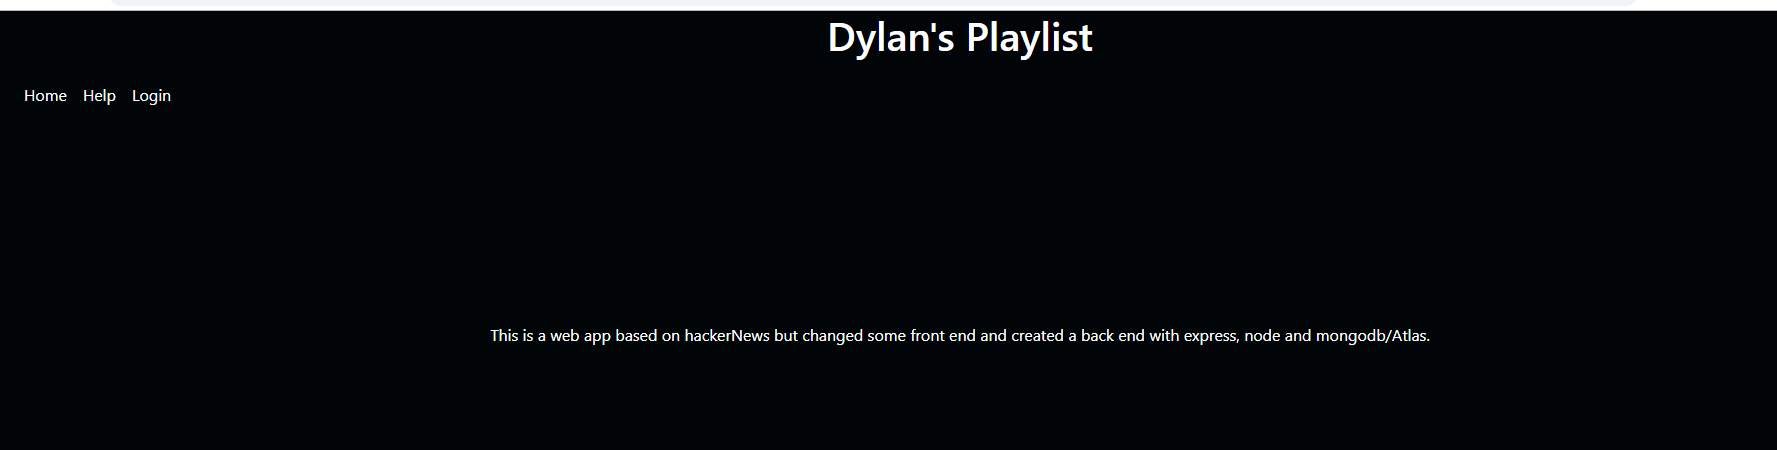 Dylan's Playlist
Home Help Login
This is a web app based on hackerNews but changed some front end and created a back end with express, node and mongodb/Atlas.